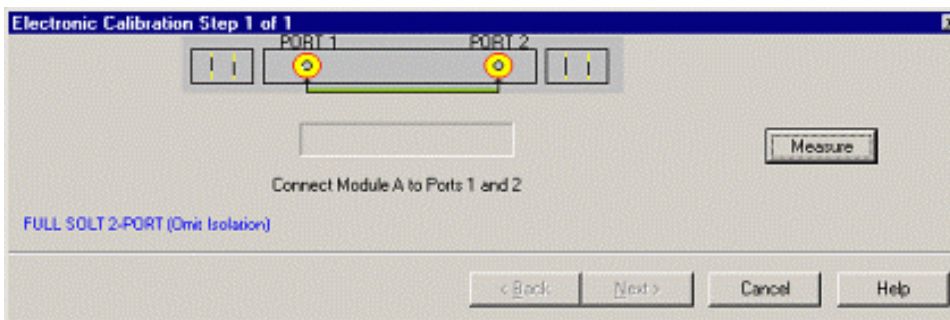 Electronic Calibration Step 1 of 1
PORT 1 PORT 2
Measure
Connect Module A to Ports 1 and 2
FULL SOLT 2-PORT (Omit Isolation)
< Back Next > Cancel Help